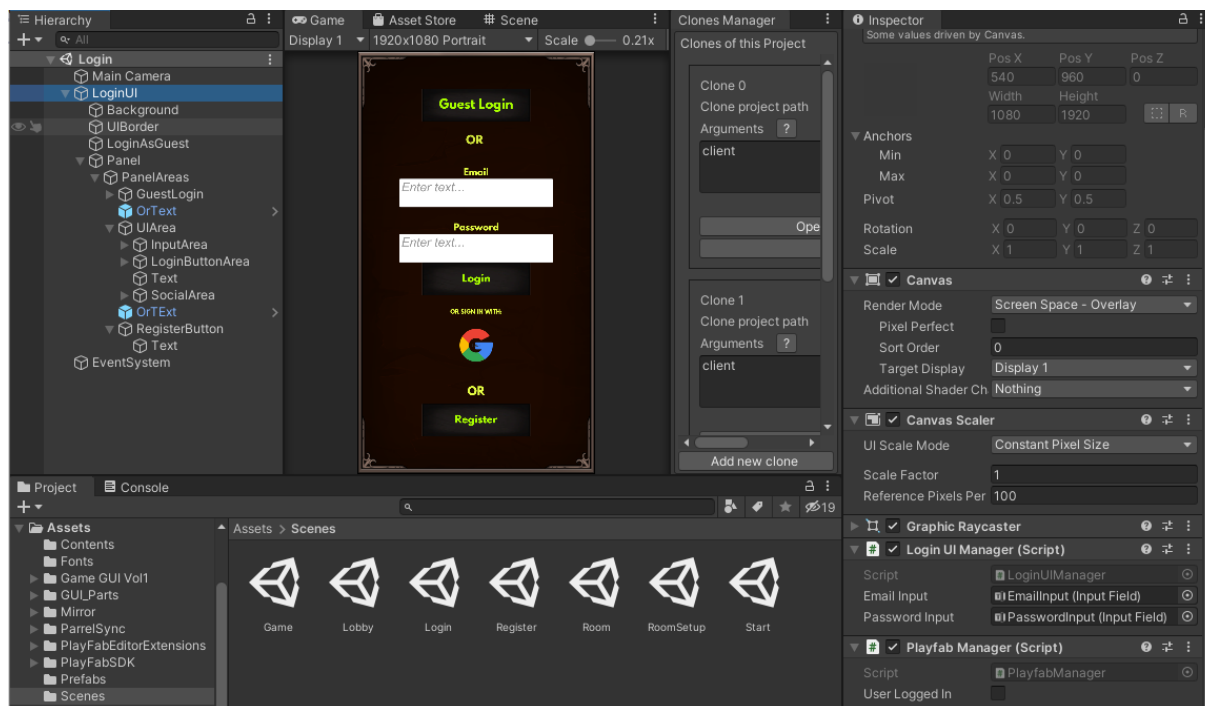 Hierarchy
All
Login
Main Camera
LoginUI
Background
UIBorder
LoginAsGuest
Panel
PanelAreas
GuestLogin
OrText
UIArea
InputArea
LoginButtonArea
Text
SocialArea
OrTExt
RegisterButton
Text
EventSystem
Game
Asset Store
Scene
Display 1
1920x1080 Portrait
Scale
0.21x
Guest Login
OR
Email
Enter text...
Password
Enter text...
Login
OR SIGN IN WITH:
OR
Register
Clones Manager
Clones of this Project
Clone 0
Clone project path
Arguments ?
client
Ope
Clone 1
Clone project path
Arguments ?
client
Add new clone
Inspector
Some values driven by Canvas.
Pos X Pos Y Pos Z
540 960 0
Width Height
1080 1920
R
Anchors
Min X 0 Y 0
Max X 0 Y 0
Pivot X 0.5 Y 0.5
Rotation X 0 Y 0 Z 0
Scale X 1 Y 1 Z 1
Canvas
Render Mode Screen Space - Overlay
Pixel Perfect
Sort Order 0
Target Display Display 1
Additional Shader Ch Nothing
Canvas Scaler
UI Scale Mode Constant Pixel Size
Scale Factor 1
Reference Pixels Per 100
Graphic Raycaster
# Login UI Manager (Script)
Script LoginUIManager
Email Input EmailInput (Input Field)
Password Input PasswordInput (Input Field)
# Playfab Manager (Script)
Script PlayfabManager
User Logged In
Project
Console
19
Assets
Contents
Fonts
Game GUI Vol1
GUI_Parts
Mirror
ParrelSync
PlayFabEditorExtensions
PlayFabSDK
Prefabs
Scenes
Assets > Scenes
Game Lobby Login Register Room RoomSetup Start